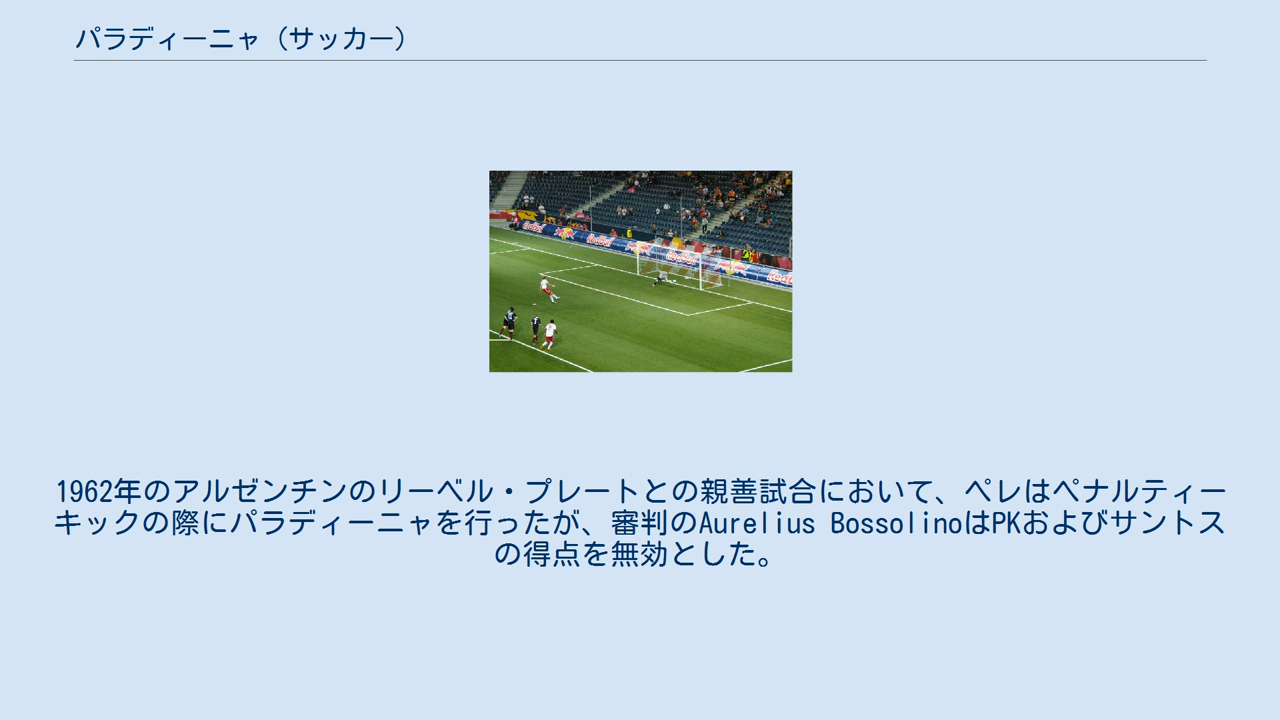 パラディーニャ（サッカー）
RedBull RedBull RedBull RedBull
1962年のアルゼンチンのリーベル・プレートとの親善試合において、ペレはペナルティー
キックの際にパラディーニャを行ったが、審判のAurelius BossolinoはPKおよびサントス
の得点を無効とした。